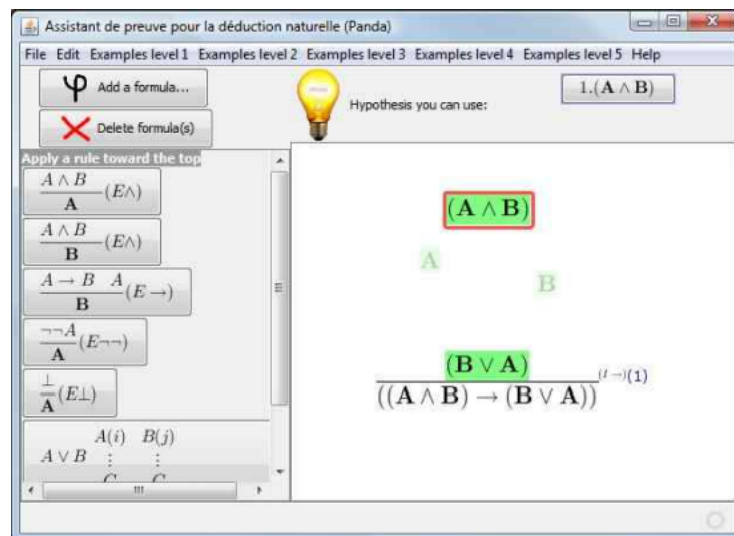 Assistant de preuve pour la déduction naturelle (Panda)
File Edit Examples level 1 Examples level 2 Examples level 3 Examples level 4 Examples level 5 Help
φ Add a formula...
Delete formula(s)
Hypothesis you can use:
1.(A ∧ B)
Apply a rule toward the top
A ∧ B
A
(E∧)
A ∧ B
B
(E∧)
A → B A
B
(E →)
¬¬A
A
(E¬¬)
⊥
A
(E⊥)
A(i) B(j)
A ∨ B ⋮ ⋮
C C
(A ∧ B)
A
B
(B ∨ A)
(I →)(1)
((A ∧ B) → (B ∨ A))